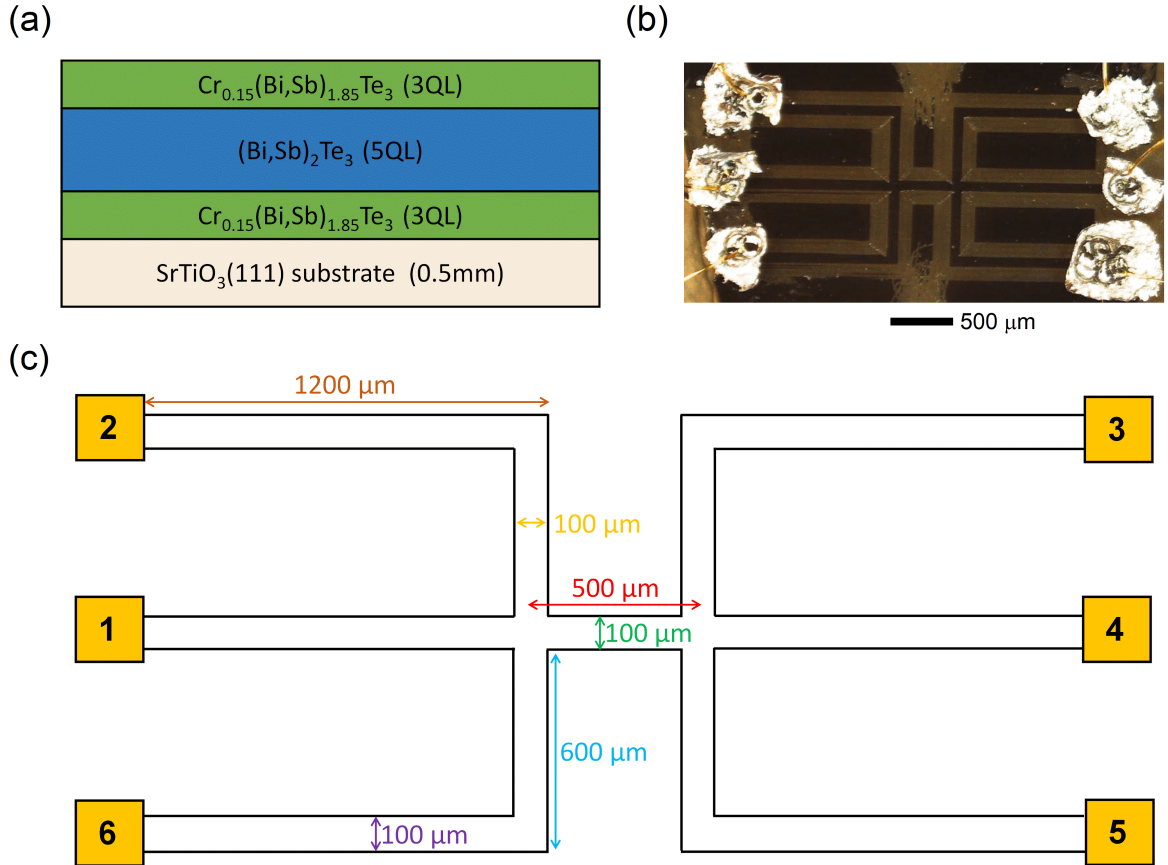 (a)
Cr0.15(Bi,Sb)1.85Te3 (3QL)
(Bi,Sb)2Te3 (5QL)
Cr0.15(Bi,Sb)1.85Te3 (3QL)
SrTiO3(111) substrate (0.5mm)
(b)
500 μm
(c)
1200 μm
2
3
100 μm
500 μm
1
100 μm
4
600 μm
6
100 μm
5